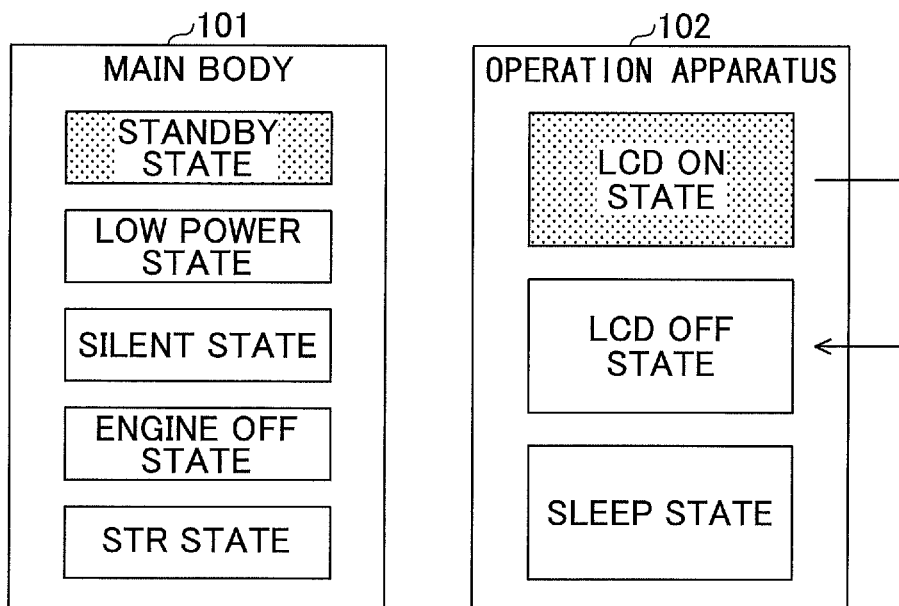 101
MAIN BODY
STANDBY
STATE
LOW POWER
STATE
SILENT STATE
ENGINE OFF
STATE
STR STATE
102
OPERATION APPARATUS
LCD ON
STATE
LCD OFF
STATE
SLEEP STATE